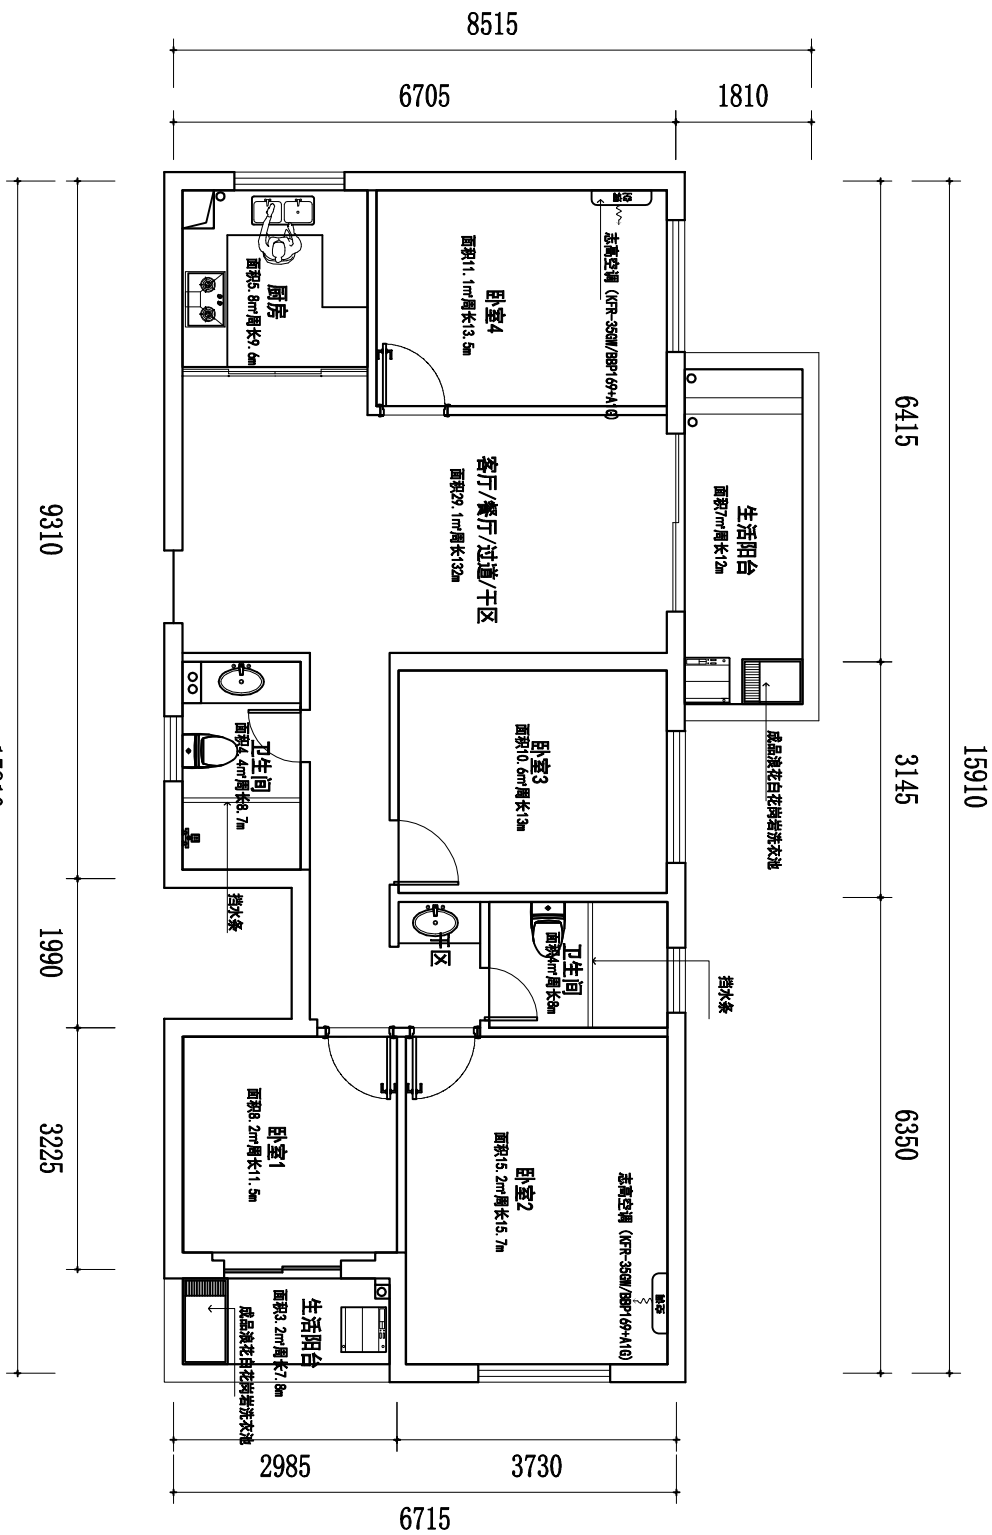 8515
6705
1810
空调
志高空调（KFR-35GW/BBP169+A1G）
厨房
面积5.8㎡周长9.6m
卧室4
面积11.1㎡周长13.5m
6415
9310
客厅/餐厅/过道/干区
面积29.1㎡周长132m
生活阳台
面积7㎡周长12m
成品浪花白花岗岩洗衣池
15910
3145
卧室3
面积10.6㎡周长13m
卫生间
面积4.4㎡周长8.7m
挡水条
干区
卫生间
面积4㎡周长8m
挡水条
1990
6350
3225
卧室1
面积8.2㎡周长11.5m
卧室2
面积15.2㎡周长15.7m
志高空调（KFR-35GW/BBP169+A1G）
空调
生活阳台
面积3.2㎡周长7.8m
成品浪花白花岗岩洗衣池
2985
3730
6715